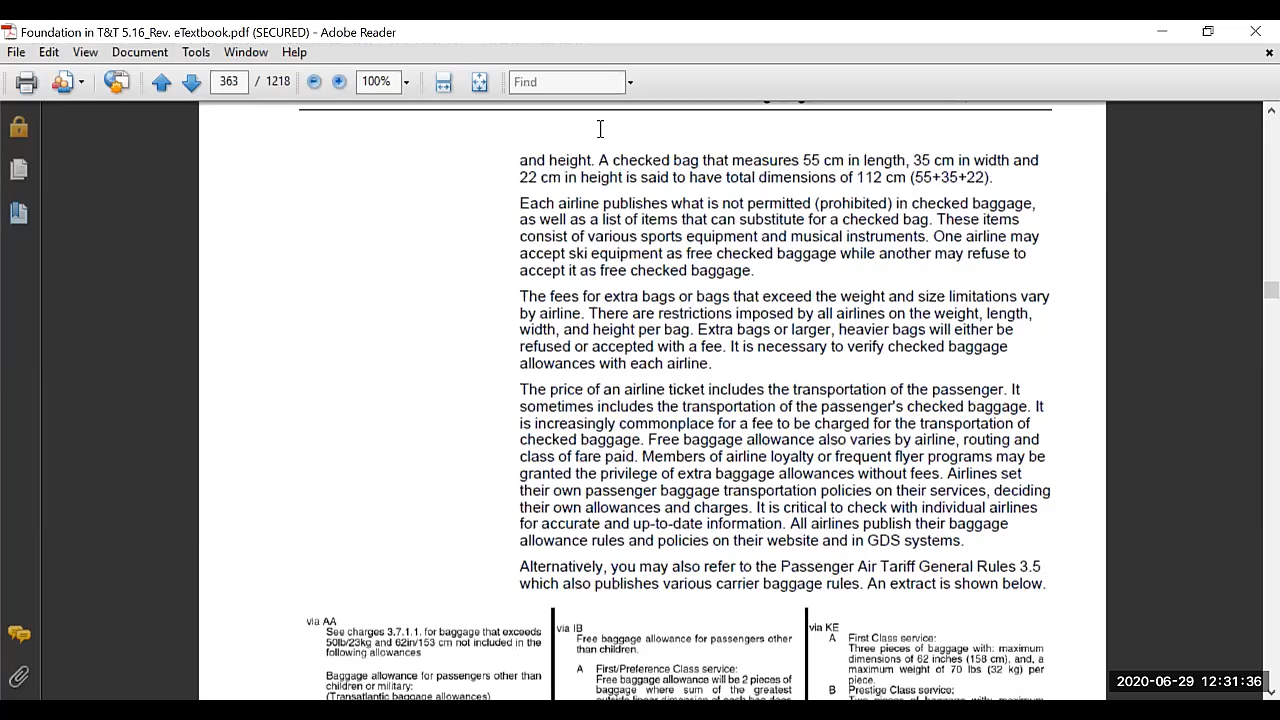 Foundation in T&T 5.16_Rev. eTextbook.pdf (SECURED) - Adobe Reader
File Edit View Document Tools Window Help
363 / 1218 100% Find
and height. A checked bag that measures 55 cm in length, 35 cm in width and
22 cm in height is said to have total dimensions of 112 cm (55+35+22).
Each airline publishes what is not permitted (prohibited) in checked baggage,
as well as a list of items that can substitute for a checked bag. These items
consist of various sports equipment and musical instruments. One airline may
accept ski equipment as free checked baggage while another may refuse to
accept it as free checked baggage.
The fees for extra bags or bags that exceed the weight and size limitations vary
by airline. There are restrictions imposed by all airlines on the weight, length,
width, and height per bag. Extra bags or larger, heavier bags will either be
refused or accepted with a fee. It is necessary to verify checked baggage
allowances with each airline.
The price of an airline ticket includes the transportation of the passenger. It
sometimes includes the transportation of the passenger's checked baggage. It
is increasingly commonplace for a fee to be charged for the transportation of
checked baggage. Free baggage allowance also varies by airline, routing and
class of fare paid. Members of airline loyalty or frequent flyer programs may be
granted the privilege of extra baggage allowances without fees. Airlines set
their own passenger baggage transportation policies on their services, deciding
their own allowances and charges. It is critical to check with individual airlines
for accurate and up-to-date information. All airlines publish their baggage
allowance rules and policies on their website and in GDS systems.
Alternatively, you may also refer to the Passenger Air Tariff General Rules 3.5
which also publishes various carrier baggage rules. An extract is shown below.
via AA
See charges 3.7.1.1. for baggage that exceeds
50lb/23kg and 62in/153 cm not included in the
following allowances
Baggage allowance for passengers other than
children or military:
(Transatlantic baggage allowances)
via IB
Free baggage allowance for passengers other
than children.
A First/Preference Class service:
Free baggage allowance will be 2 pieces of
baggage where sum of the greatest
via KE
A First Class service:
Three pieces of baggage with: maximum
dimensions of 62 inches (158 cm), and, a
maximum weight of 70 lbs (32 kg) per
piece.
B Prestige Class service:
2020-06-29 12:31:36